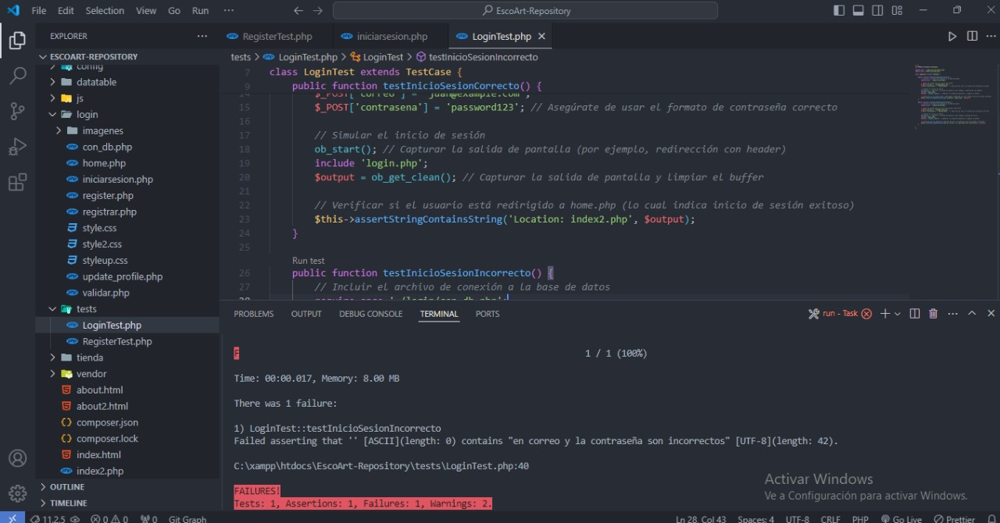 File Edit Selection View Go Run ··· EscoArt-Repository
EXPLORER ···
RegisterTest.php iniciarsesion.php LoginTest.php
ESCOART-REPOSITORY
config
datatable
js
login
imagenes
con_db.php
home.php
iniciarsesion.php
register.php
registrar.php
style.css
style2.css
styleup.css
update_profile.php
validar.php
tests
LoginTest.php
RegisterTest.php
tienda
vendor
about.html
about2.html
composer.json
composer.lock
index.html
index2.php
OUTLINE
TIMELINE
tests > LoginTest.php > LoginTest > testInicioSesionIncorrecto
7 class LoginTest extends TestCase {
9 public function testInicioSesionCorrecto() {
14 $_POST['correo'] = 'juan@example.com';
15 $_POST['contrasena'] = 'password123'; // Asegúrate de usar el formato de contraseña correcto
16
17 // Simular el inicio de sesión
18 ob_start(); // Capturar la salida de pantalla (por ejemplo, redirección con header)
19 include 'login.php';
20 $output = ob_get_clean(); // Capturar la salida de pantalla y limpiar el buffer
21
22 // Verificar si el usuario está redirigido a home.php (lo cual indica inicio de sesión exitoso)
23 $this->assertStringContainsString('Location: index2.php', $output);
24 }
25
Run test
26 public function testInicioSesionIncorrecto() {
27 // Incluir el archivo de conexión a la base de datos
28
PROBLEMS OUTPUT DEBUG CONSOLE TERMINAL PORTS
run - Task
F 1 / 1 (100%)
Time: 00:00.017, Memory: 8.00 MB
There was 1 failure:
1) LoginTest::testInicioSesionIncorrecto
Failed asserting that '' [ASCII](length: 0) contains "en correo y la contraseña son incorrectos" [UTF-8](length: 42).
C:\xampp\htdocs\EscoArt-Repository\tests\LoginTest.php:40
FAILURES!
Tests: 1, Assertions: 1, Failures: 1, Warnings: 2.
Activar Windows
Ve a Configuración para activar Windows.
11.2.5 0 0 0 Git Graph Ln 28, Col 43 Spaces: 4 UTF-8 CRLF PHP Go Live Prettier